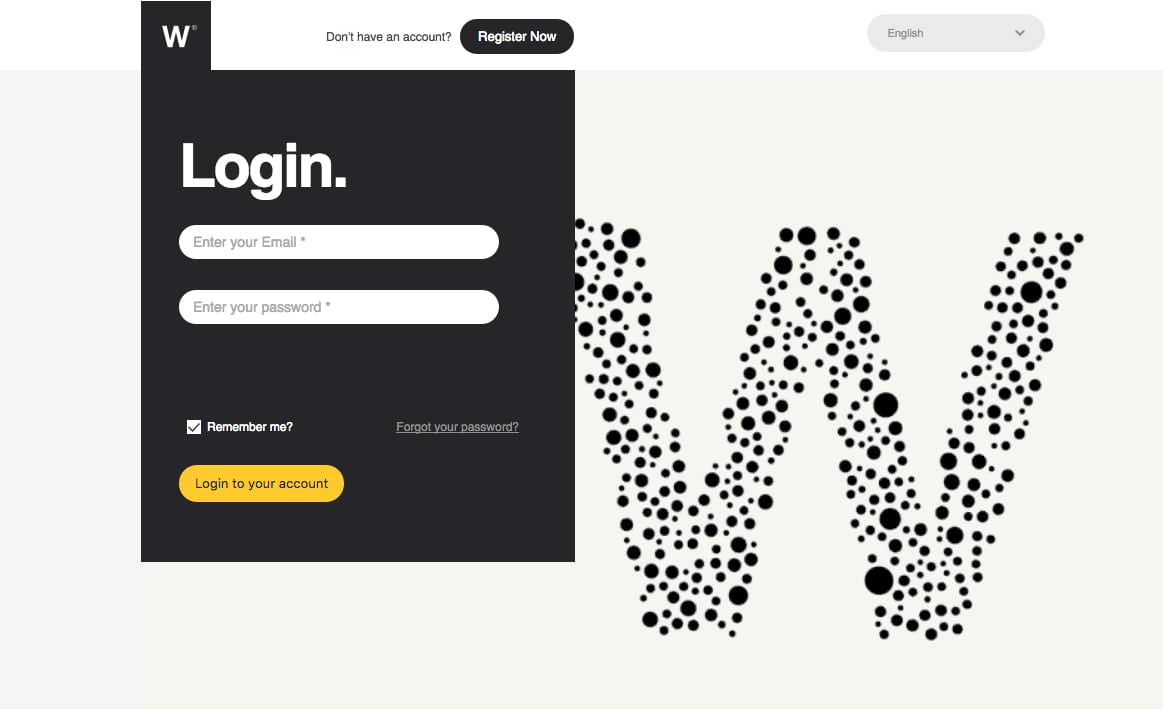 W®
Don't have an account?
Register Now
English
Login.
Enter your Email *
Enter your password *
Remember me?
Forgot your password?
Login to your account
W